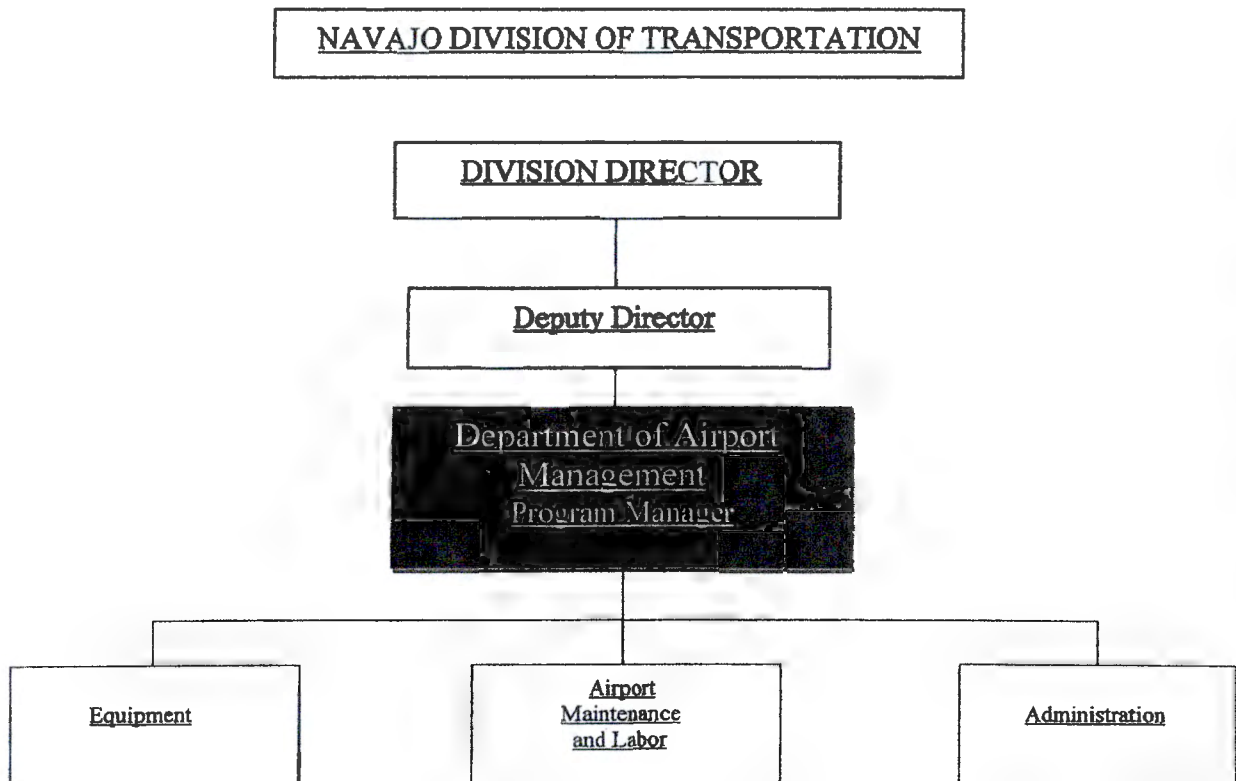 NAVAJO DIVISION OF TRANSPORTATION
DIVISION DIRECTOR
Deputy Director
Department of Airport
Management
Program Manager
Equipment
Airport
Maintenance
and Labor
Administration